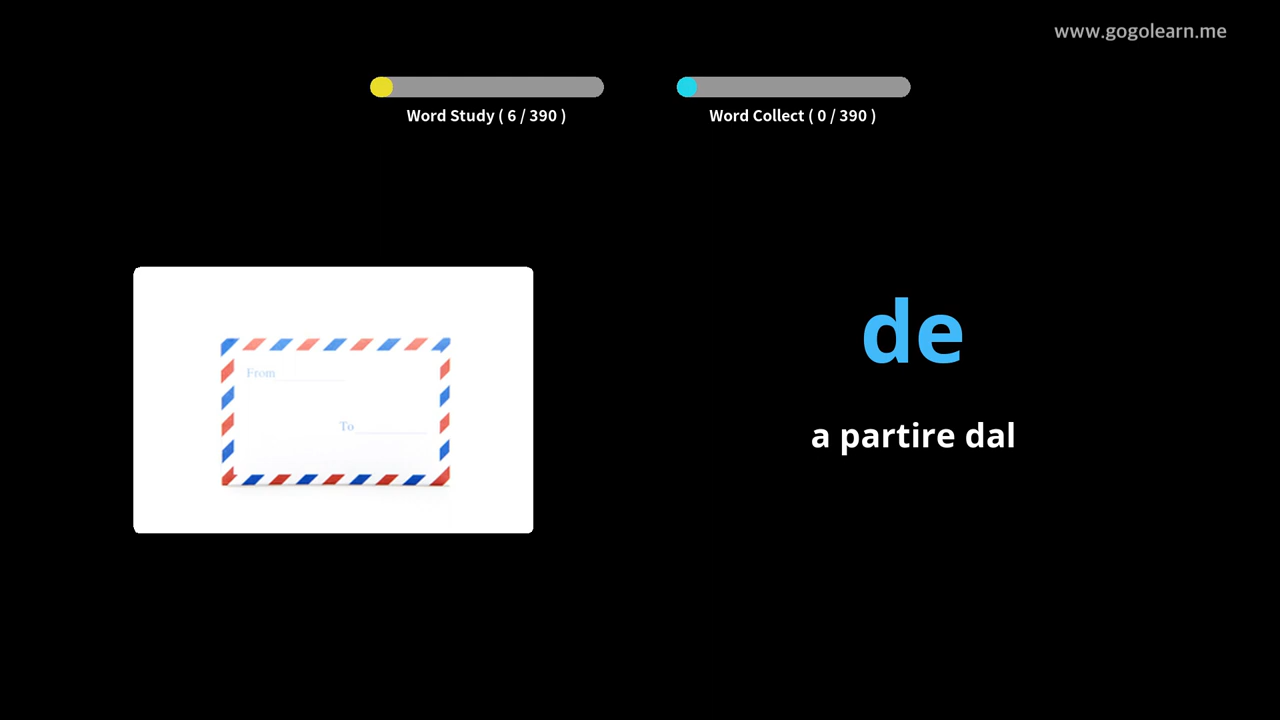 www.gogolearn.me
Word Study ( 6 / 390 )
Word Collect ( 0 / 390 )
From
To
de
a partire dal